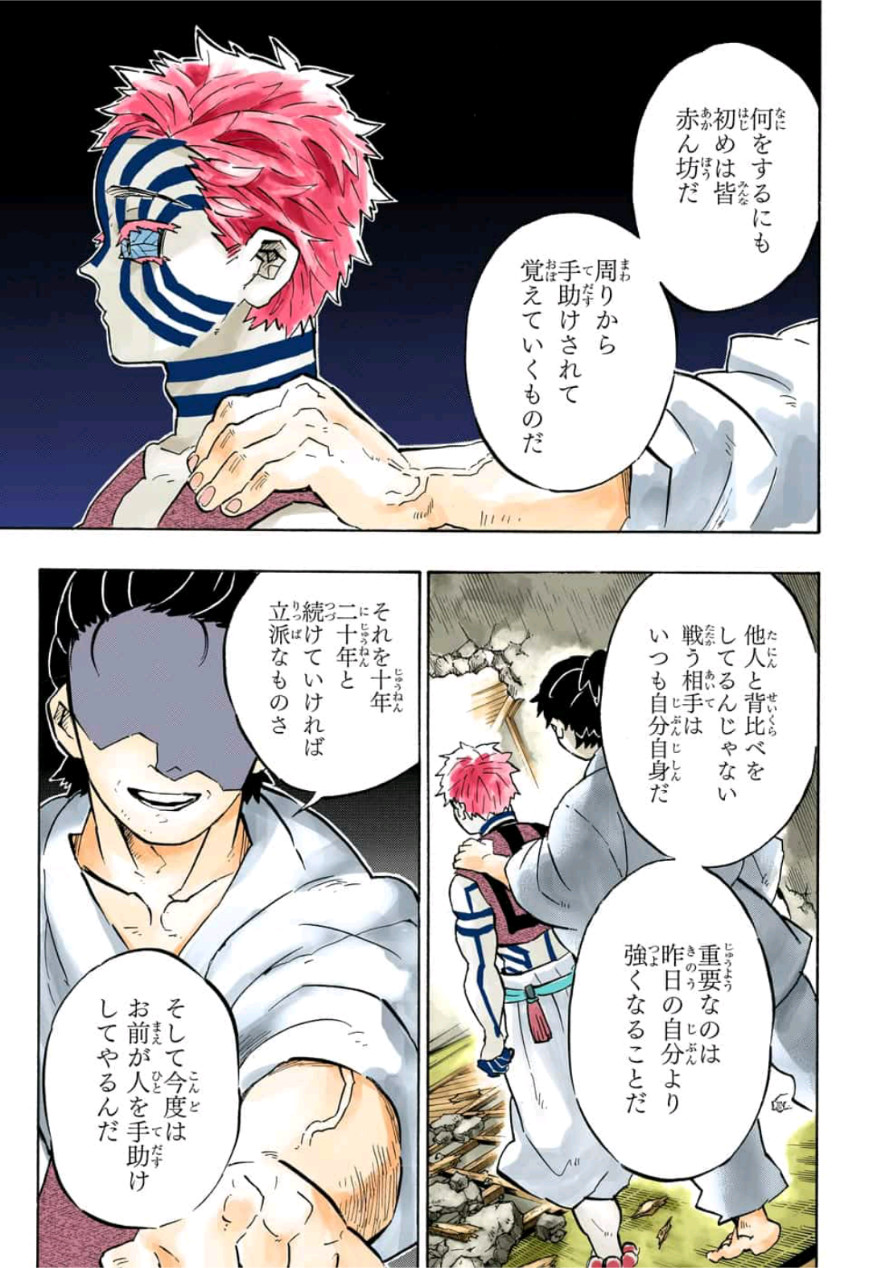 何をするにも
初めは皆
赤ん坊だ
周りから
手助けされて
覚えていくものだ
他人と背比べを
してるんじゃない
戦う相手は
いつも自分自身だ
重要なのは
昨日の自分より
強くなることだ
それを十年
二十年と
続けていければ
立派なものさ
そして今度は
お前が人を手助け
してやるんだ